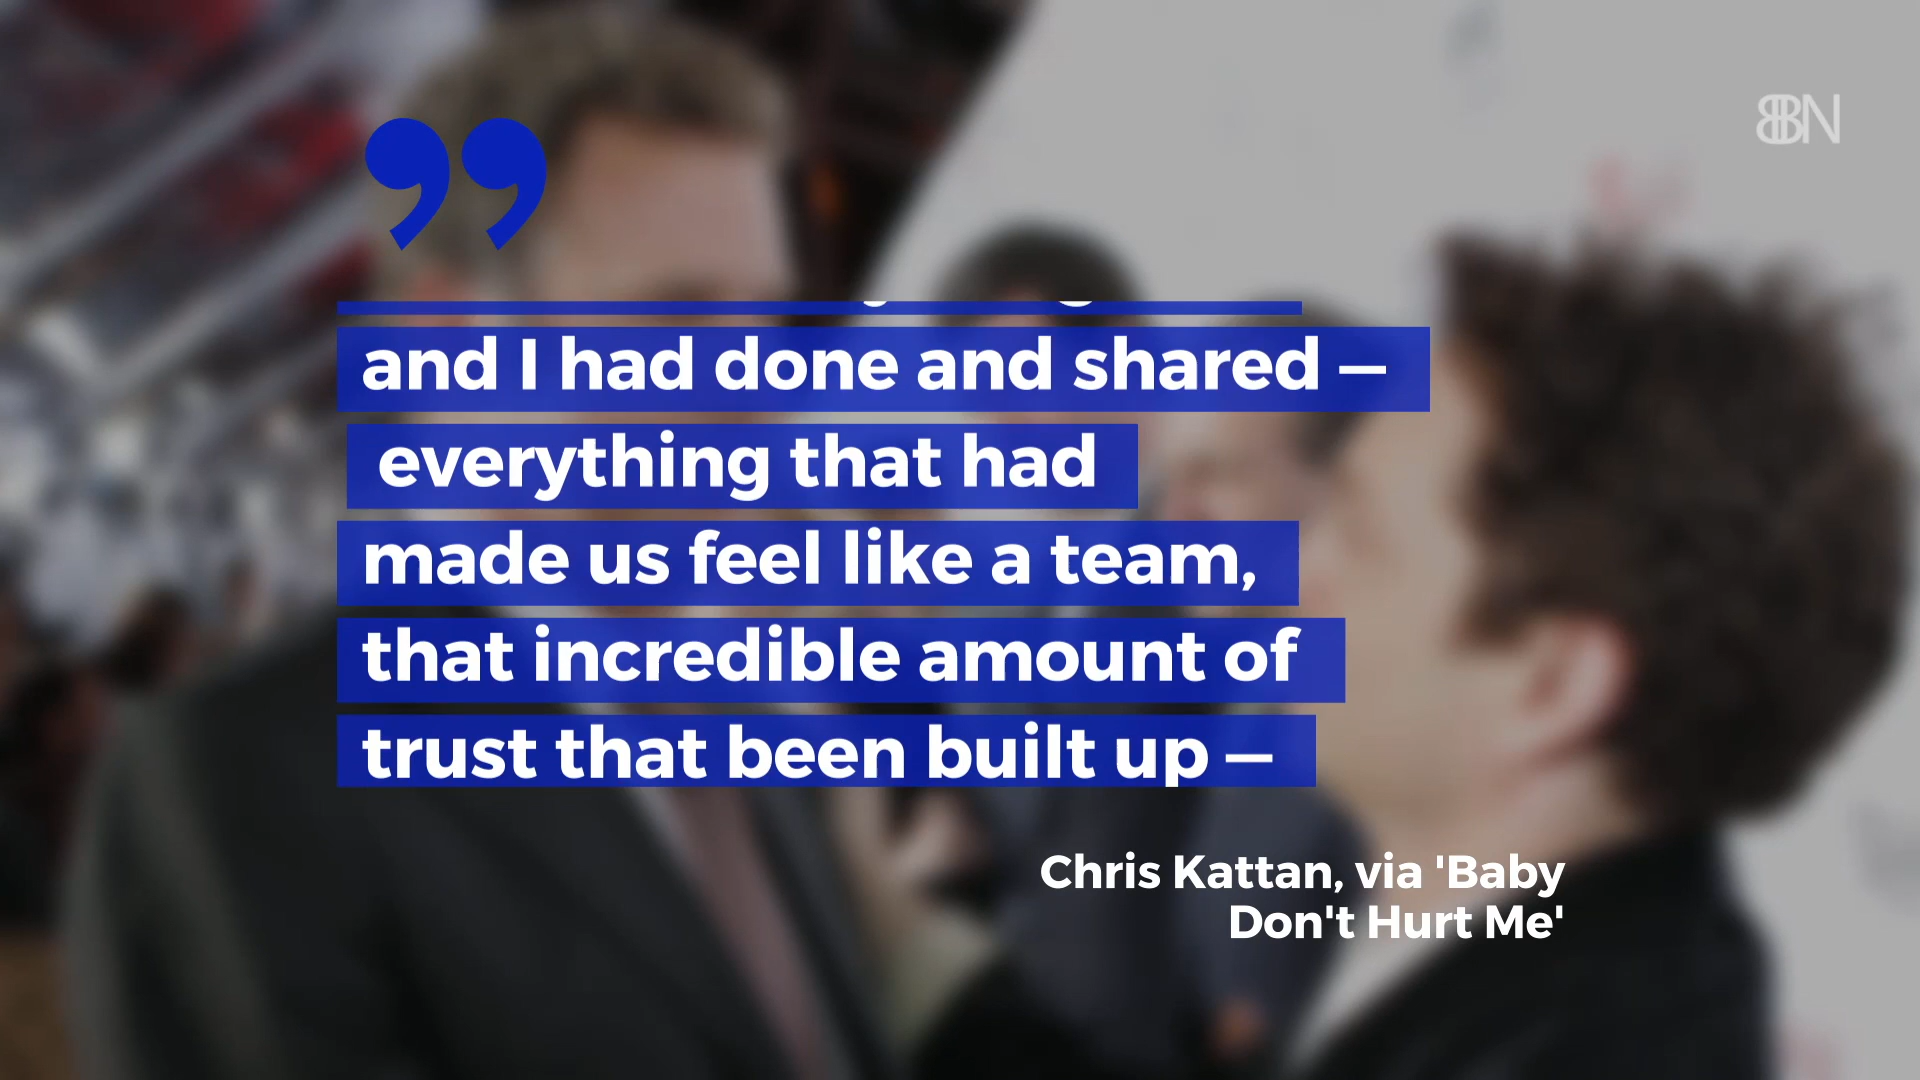 BBN
and I had done and shared —
everything that had
made us feel like a team,
that incredible amount of
trust that been built up —
Chris Kattan, via 'Baby
Don't Hurt Me'